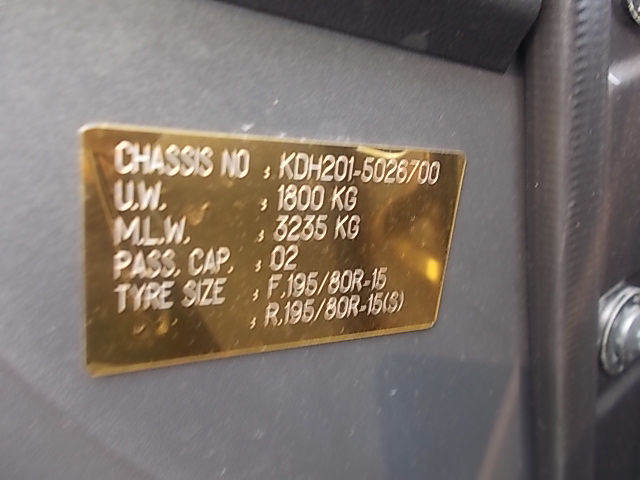 CHASSIS NO : KDH201-5026700
U.W. : 1800 KG
M.L.W. : 3235 KG
PASS. CAP. : 02
TYRE SIZE : F.195/80R-15
: R.195/80R-15(S)